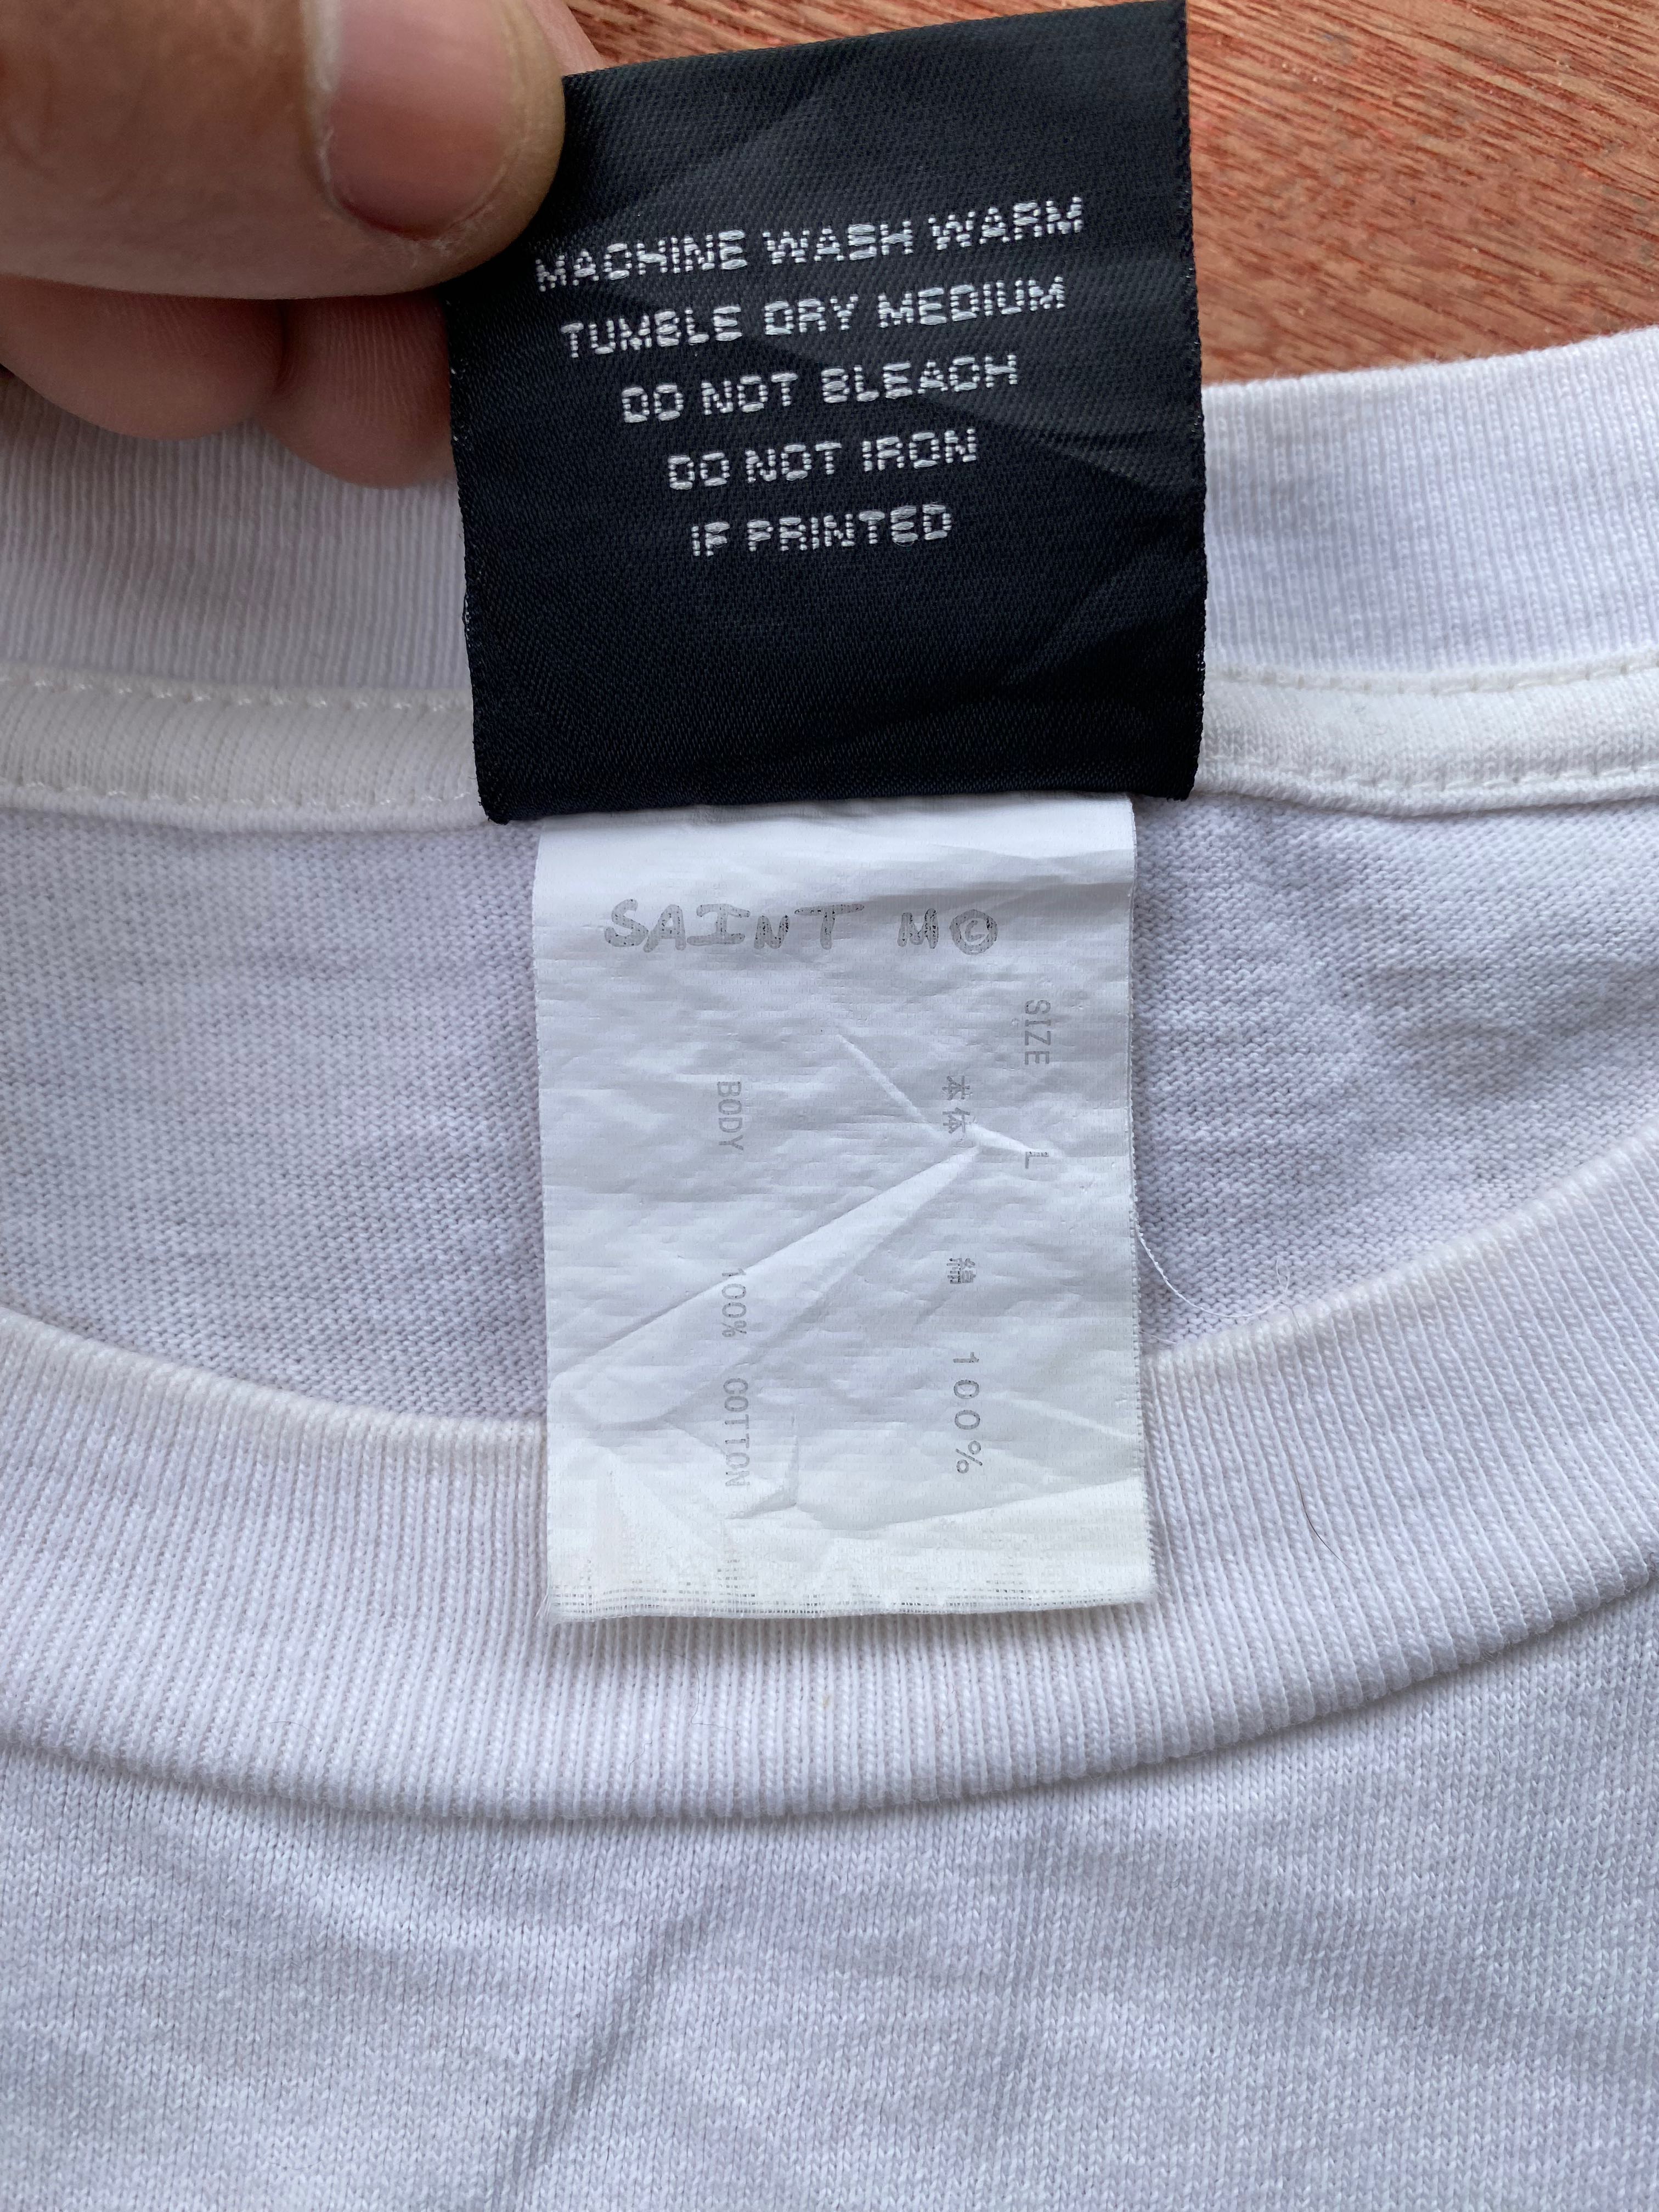 MACHINE WASH WARM
TUMBLE DRY MEDIUM
DO NOT BLEACH
DO NOT IRON
IF PRINTED
SAINT M©
SIZE L
本体 綿 100%
BODY 100% COTTON